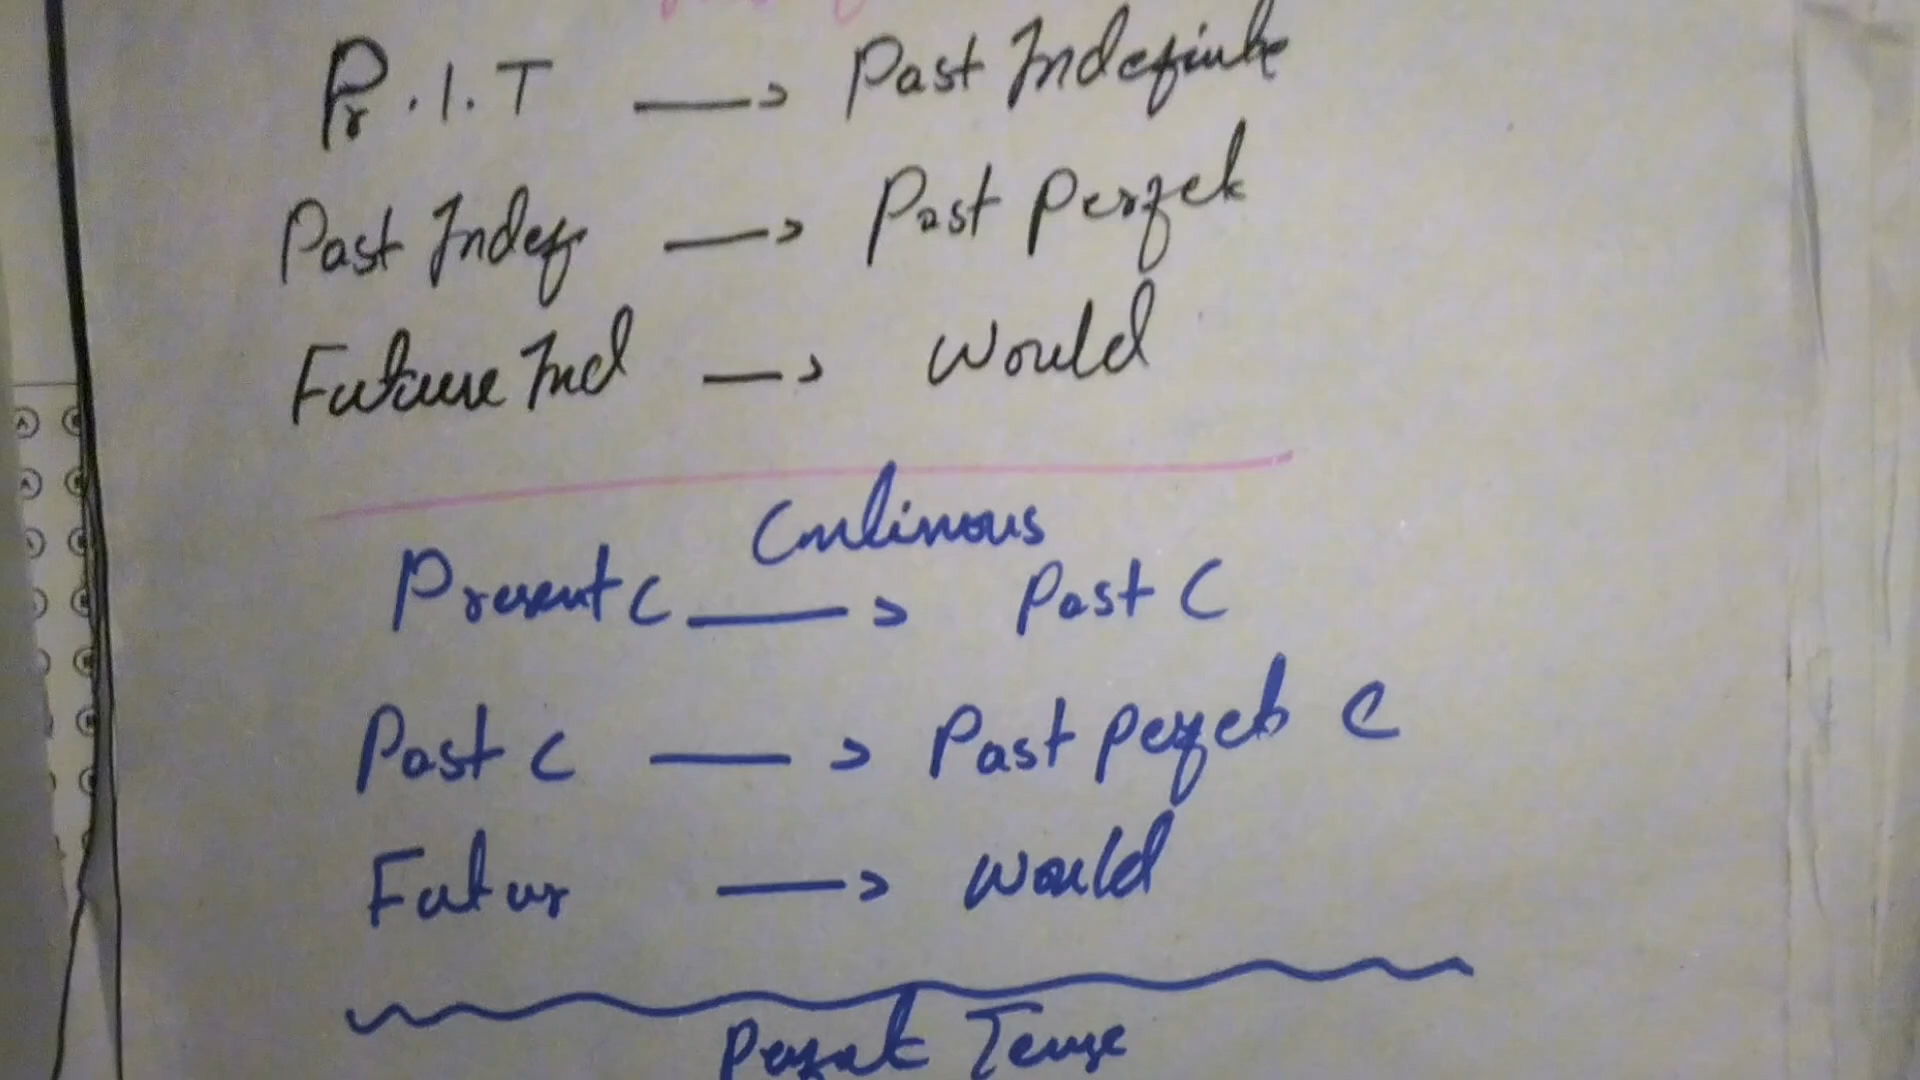 Pr.I.T → Past Indefinite
Past Indef → Past Perfect
Future Ind → Would
Continous
Present C → Past C
Past C → Past Perfect C
Futur → Would
Perfect Tense